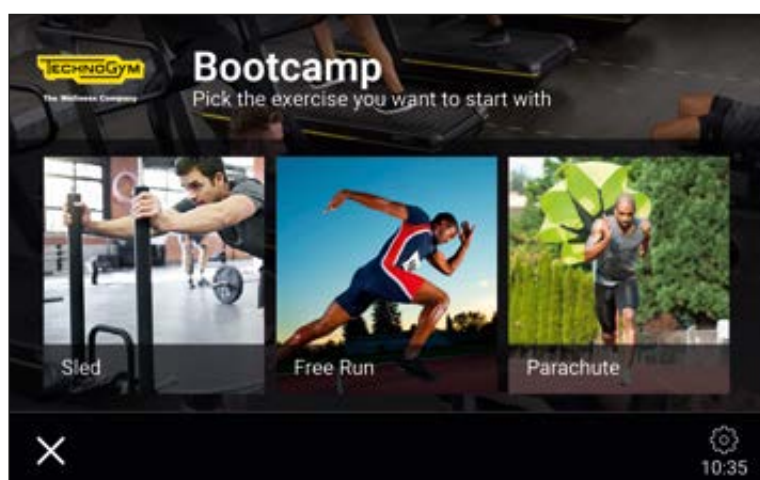 TECHNOGYM
The Wellness Company
Bootcamp
Pick the exercise you want to start with
Sled
Free Run
Parachute
10:35